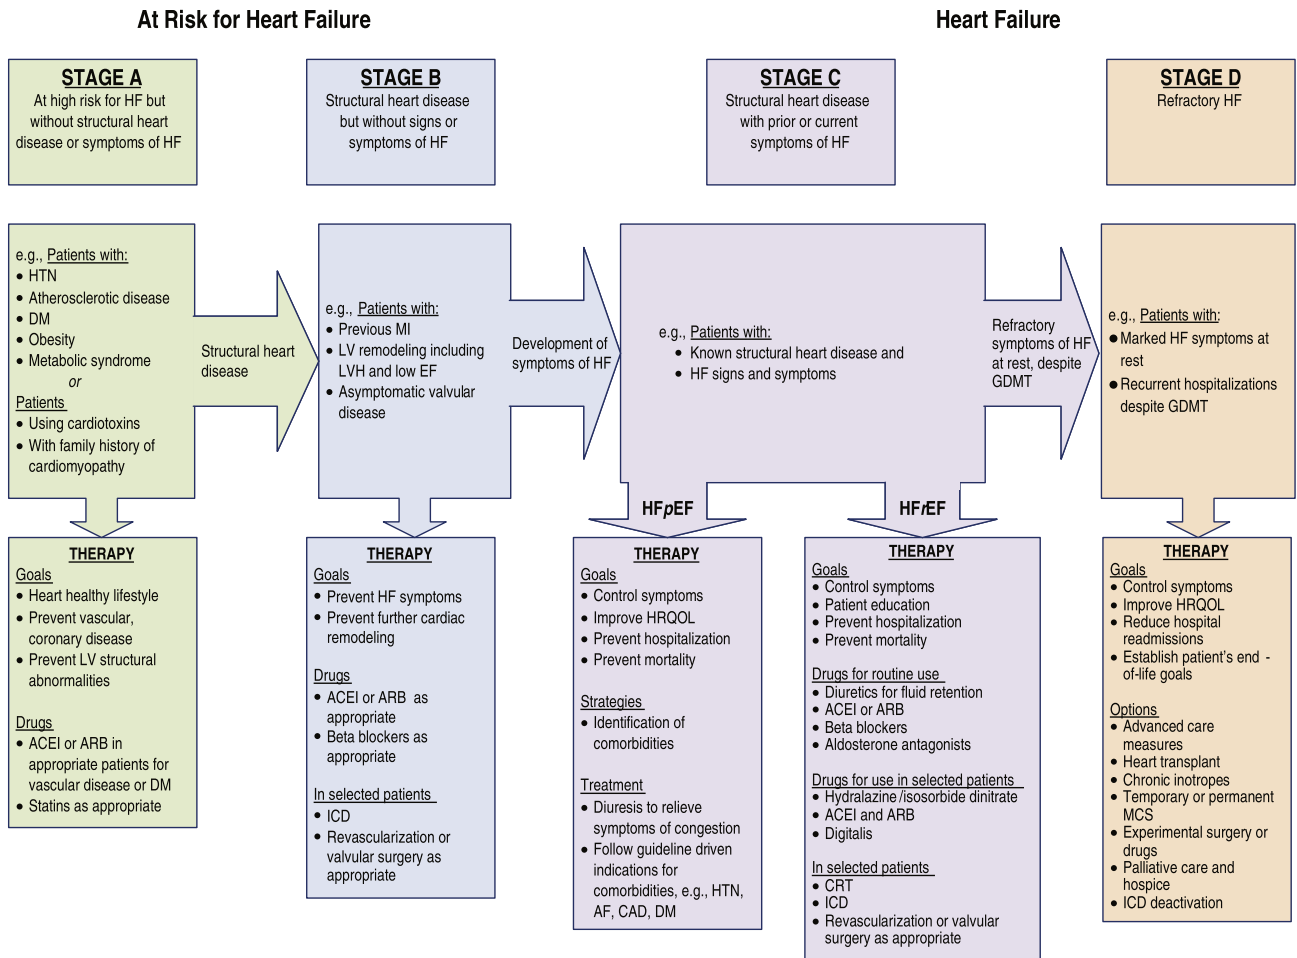 At Risk for Heart Failure
Heart Failure
STAGE A
At high risk for HF but
without structural heart
disease or symptoms of HF
STAGE B
Structural heart disease
but without signs or
symptoms of HF
STAGE C
Structural heart disease
with prior or current
symptoms of HF
STAGE D
Refractory HF
e.g., Patients with:
• HTN
• Atherosclerotic disease
• DM
• Obesity
• Metabolic syndrome
or
Patients
• Using cardiotoxins
• With family history of
cardiomyopathy
Structural heart
disease
e.g., Patients with:
• Previous MI
• LV remodeling including
LVH and low EF
• Asymptomatic valvular
disease
Development of
symptoms of HF
e.g., Patients with:
• Known structural heart disease and
• HF signs and symptoms
Refractory
symptoms of HF
at rest, despite
GDMT
e.g., Patients with:
• Marked HF symptoms at
rest
• Recurrent hospitalizations
despite GDMT
HFpEF
HFrEF
THERAPY
Goals
• Heart healthy lifestyle
• Prevent vascular,
coronary disease
• Prevent LV structural
abnormalities
Drugs
• ACEI or ARB in
appropriate patients for
vascular disease or DM
• Statins as appropriate
THERAPY
Goals
• Prevent HF symptoms
• Prevent further cardiac
remodeling
Drugs
• ACEI or ARB as
appropriate
• Beta blockers as
appropriate
In selected patients
• ICD
• Revascularization or
valvular surgery as
appropriate
THERAPY
Goals
• Control symptoms
• Improve HRQOL
• Prevent hospitalization
• Prevent mortality
Strategies
• Identification of
comorbidities
Treatment
• Diuresis to relieve
symptoms of congestion
• Follow guideline driven
indications for
comorbidities, e.g., HTN,
AF, CAD, DM
THERAPY
Goals
• Control symptoms
• Patient education
• Prevent hospitalization
• Prevent mortality
Drugs for routine use
• Diuretics for fluid retention
• ACEI or ARB
• Beta blockers
• Aldosterone antagonists
Drugs for use in selected patients
• Hydralazine/isosorbide dinitrate
• ACEI and ARB
• Digitalis
In selected patients
• CRT
• ICD
• Revascularization or valvular
surgery as appropriate
THERAPY
Goals
• Control symptoms
• Improve HRQOL
• Reduce hospital
readmissions
• Establish patient's end -
of-life goals
Options
• Advanced care
measures
• Heart transplant
• Chronic inotropes
• Temporary or permanent
MCS
• Experimental surgery or
drugs
• Palliative care and
hospice
• ICD deactivation